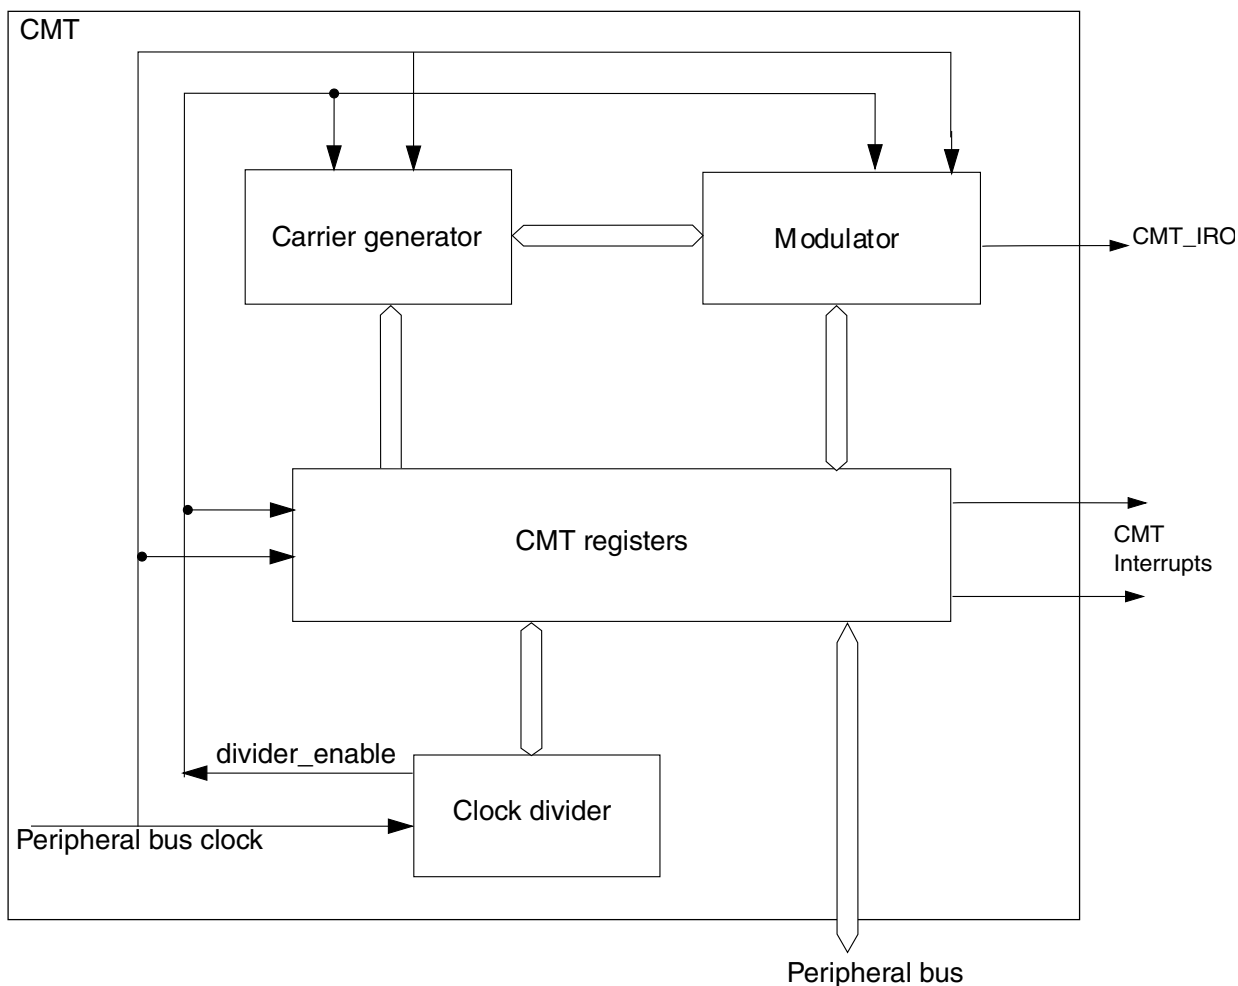 CMT
Carrier generator
Modulator
CMT_IRO
CMT registers
CMT
Interrupts
divider_enable
Clock divider
Peripheral bus clock
Peripheral bus